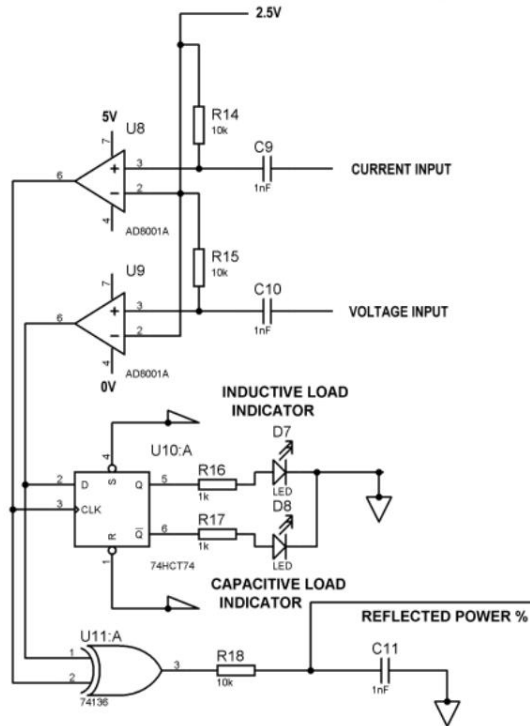 2.5V
R14
10k
5V
U8
7
6
3
2
4
+
−
AD8001A
C9
1nF
CURRENT INPUT
R15
10k
U9
7
6
3
2
4
+
−
0V
AD8001A
C10
1nF
VOLTAGE INPUT
INDUCTIVE LOAD
INDICATOR
4
U10:A
2
D
S
Q
5
3
CLK
R
Q
6
1
74HCT74
R16
1k
D7
LED
R17
1k
D8
LED
CAPACITIVE LOAD
INDICATOR
REFLECTED POWER %
U11:A
1
2
3
74136
R18
10k
C11
1nF